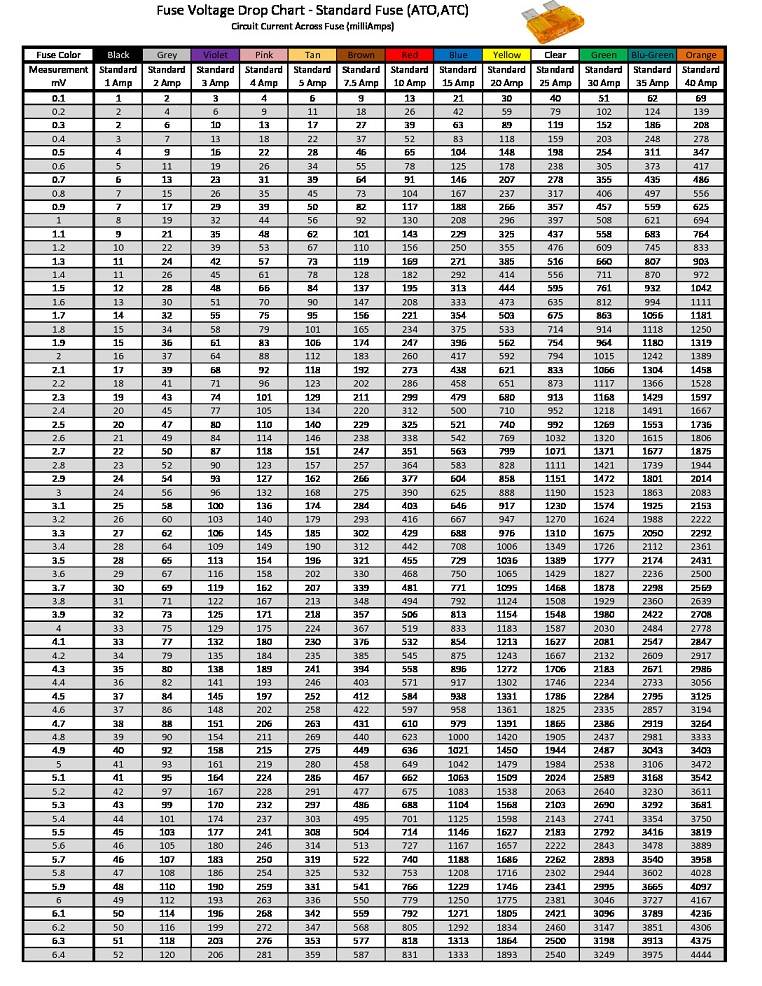 Fuse Voltage Drop Chart - Standard Fuse (ATO,ATC)
Circuit Current Across Fuse (milliAmps)
Fuse Color Black Grey Violet Pink Tan Brown Red Blue Yellow Clear Green Blu-Green Orange
Measurement Standard Standard Standard Standard Standard Standard Standard Standard Standard Standard Standard Standard Standard
mV 1 Amp 2 Amp 3 Amp 4 Amp 5 Amp 7.5 Amp 10 Amp 15 Amp 20 Amp 25 Amp 30 Amp 35 Amp 40 Amp
0.1 1 2 3 4 6 9 13 21 30 40 51 62 69
0.2 2 4 6 9 11 18 26 42 59 79 102 124 139
0.3 2 6 10 13 17 27 39 63 89 119 152 186 208
0.4 3 7 13 18 22 37 52 83 118 159 203 248 278
0.5 4 9 16 22 28 46 65 104 148 198 254 311 347
0.6 5 11 19 26 34 55 78 125 178 238 305 373 417
0.7 6 13 23 31 39 64 91 146 207 278 355 435 486
0.8 7 15 26 35 45 73 104 167 237 317 406 497 556
0.9 7 17 29 39 50 82 117 188 266 357 457 559 625
1 8 19 32 44 56 92 130 208 296 397 508 621 694
1.1 9 21 35 48 62 101 143 229 325 437 558 683 764
1.2 10 22 39 53 67 110 156 250 355 476 609 745 833
1.3 11 24 42 57 73 119 169 271 385 516 660 807 903
1.4 11 26 45 61 78 128 182 292 414 556 711 870 972
1.5 12 28 48 66 84 137 195 313 444 595 761 932 1042
1.6 13 30 51 70 90 147 208 333 473 635 812 994 1111
1.7 14 32 55 75 95 156 221 354 503 675 863 1056 1181
1.8 15 34 58 79 101 165 234 375 533 714 914 1118 1250
1.9 15 36 61 83 106 174 247 396 562 754 964 1180 1319
2 16 37 64 88 112 183 260 417 592 794 1015 1242 1389
2.1 17 39 68 92 118 192 273 438 621 833 1066 1304 1458
2.2 18 41 71 96 123 202 286 458 651 873 1117 1366 1528
2.3 19 43 74 101 129 211 299 479 680 913 1168 1429 1597
2.4 20 45 77 105 134 220 312 500 710 952 1218 1491 1667
2.5 20 47 80 110 140 229 325 521 740 992 1269 1553 1736
2.6 21 49 84 114 146 238 338 542 769 1032 1320 1615 1806
2.7 22 50 87 118 151 247 351 563 799 1071 1371 1677 1875
2.8 23 52 90 123 157 257 364 583 828 1111 1421 1739 1944
2.9 24 54 93 127 162 266 377 604 858 1151 1472 1801 2014
3 24 56 96 132 168 275 390 625 888 1190 1523 1863 2083
3.1 25 58 100 136 174 284 403 646 917 1230 1574 1925 2153
3.2 26 60 103 140 179 293 416 667 947 1270 1624 1988 2222
3.3 27 62 106 145 185 302 429 688 976 1310 1675 2050 2292
3.4 28 64 109 149 190 312 442 708 1006 1349 1726 2112 2361
3.5 28 65 113 154 196 321 455 729 1036 1389 1777 2174 2431
3.6 29 67 116 158 202 330 468 750 1065 1429 1827 2236 2500
3.7 30 69 119 162 207 339 481 771 1095 1468 1878 2298 2569
3.8 31 71 122 167 213 348 494 792 1124 1508 1929 2360 2639
3.9 32 73 125 171 218 357 506 813 1154 1548 1980 2422 2708
4 33 75 129 175 224 367 519 833 1183 1587 2030 2484 2778
4.1 33 77 132 180 230 376 532 854 1213 1627 2081 2547 2847
4.2 34 79 135 184 235 385 545 875 1243 1667 2132 2609 2917
4.3 35 80 138 189 241 394 558 896 1272 1706 2183 2671 2986
4.4 36 82 141 193 246 403 571 917 1302 1746 2234 2733 3056
4.5 37 84 145 197 252 412 584 938 1331 1786 2284 2795 3125
4.6 37 86 148 202 258 422 597 958 1361 1825 2335 2857 3194
4.7 38 88 151 206 263 431 610 979 1391 1865 2386 2919 3264
4.8 39 90 154 211 269 440 623 1000 1420 1905 2437 2981 3333
4.9 40 92 158 215 275 449 636 1021 1450 1944 2487 3043 3403
5 41 93 161 219 280 458 649 1042 1479 1984 2538 3106 3472
5.1 41 95 164 224 286 467 662 1063 1509 2024 2589 3168 3542
5.2 42 97 167 228 291 477 675 1083 1538 2063 2640 3230 3611
5.3 43 99 170 232 297 486 688 1104 1568 2103 2690 3292 3681
5.4 44 101 174 237 303 495 701 1125 1598 2143 2741 3354 3750
5.5 45 103 177 241 308 504 714 1146 1627 2183 2792 3416 3819
5.6 46 105 180 246 314 513 727 1167 1657 2222 2843 3478 3889
5.7 46 107 183 250 319 522 740 1188 1686 2262 2893 3540 3958
5.8 47 108 186 254 325 532 753 1208 1716 2302 2944 3602 4028
5.9 48 110 190 259 331 541 766 1229 1746 2341 2995 3665 4097
6 49 112 193 263 336 550 779 1250 1775 2381 3046 3727 4167
6.1 50 114 196 268 342 559 792 1271 1805 2421 3096 3789 4236
6.2 50 116 199 272 347 568 805 1292 1834 2460 3147 3851 4306
6.3 51 118 203 276 353 577 818 1313 1864 2500 3198 3913 4375
6.4 52 120 206 281 359 587 831 1333 1893 2540 3249 3975 4444